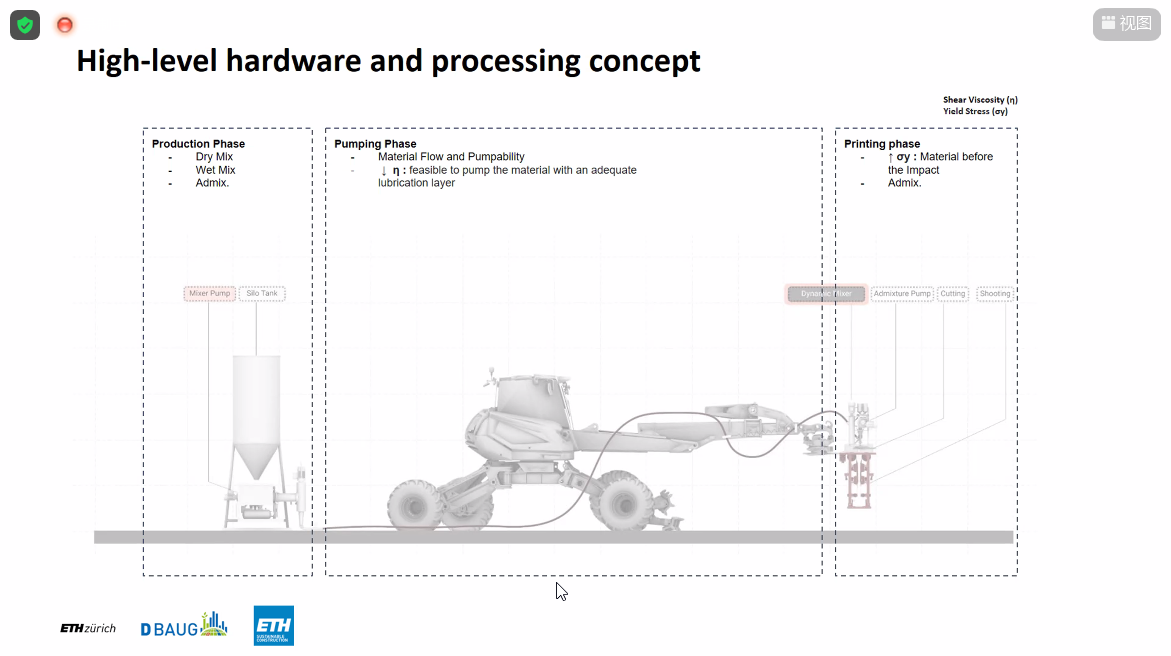 视图
High-level hardware and processing concept
Shear Viscosity (η)
Yield Stress (σy)
Production Phase
- Dry Mix
- Wet Mix
- Admix.
Pumping Phase
- Material Flow and Pumpability
- ↓ η : feasible to pump the material with an adequate
lubrication layer
Printing phase
- ↑ σy : Material before
the Impact
- Admix.
Mixer Pump
Silo Tank
Dynamic Mixer
Admixture Pump
Cutting
Shooting
ETH zürich
D BAUG
ETH
SUSTAINABLE
CONSTRUCTION